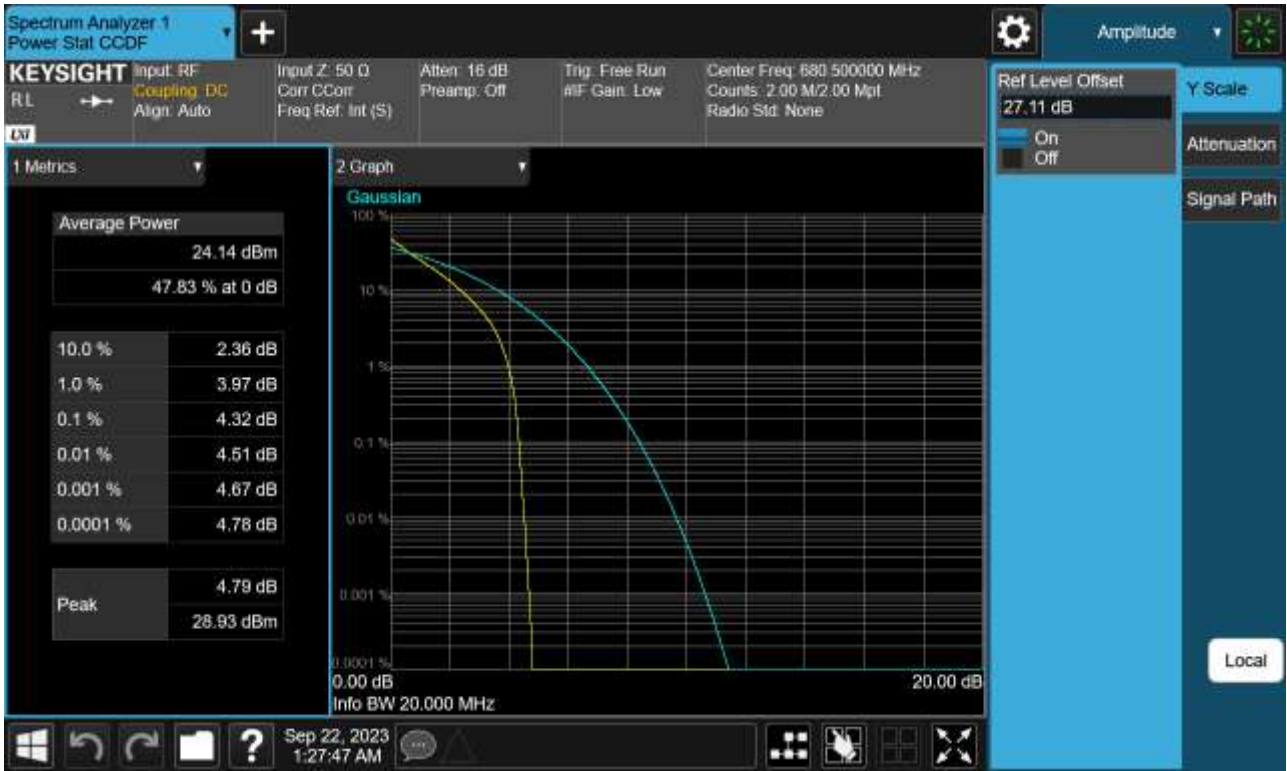 Spectrum Analyzer 1
Power Stat CCDF
+
Amplitude
KEYSIGHT
RL
LXI
Input: RF
Coupling: DC
Align: Auto
Input Z: 50 Ω
Corr CCorr
Freq Ref: Int (S)
Atten: 16 dB
Preamp: Off
Trig: Free Run
#IF Gain: Low
Center Freq: 680.500000 MHz
Counts: 2.00 M/2.00 Mpt
Radio Std: None
Ref Level Offset
27.11 dB
On
Off
Y Scale
Attenuation
Signal Path
Local
1 Metrics
Average Power
24.14 dBm
47.83 % at 0 dB
10.0 % 2.36 dB
1.0 % 3.97 dB
0.1 % 4.32 dB
0.01 % 4.51 dB
0.001 % 4.67 dB
0.0001 % 4.78 dB
Peak 4.79 dB
28.93 dBm
2 Graph
Gaussian
100 %
10 %
1 %
0.1 %
0.01 %
0.001 %
0.0001 %
0.00 dB 20.00 dB
Info BW 20.000 MHz
?
Sep 22, 2023
1:27:47 AM